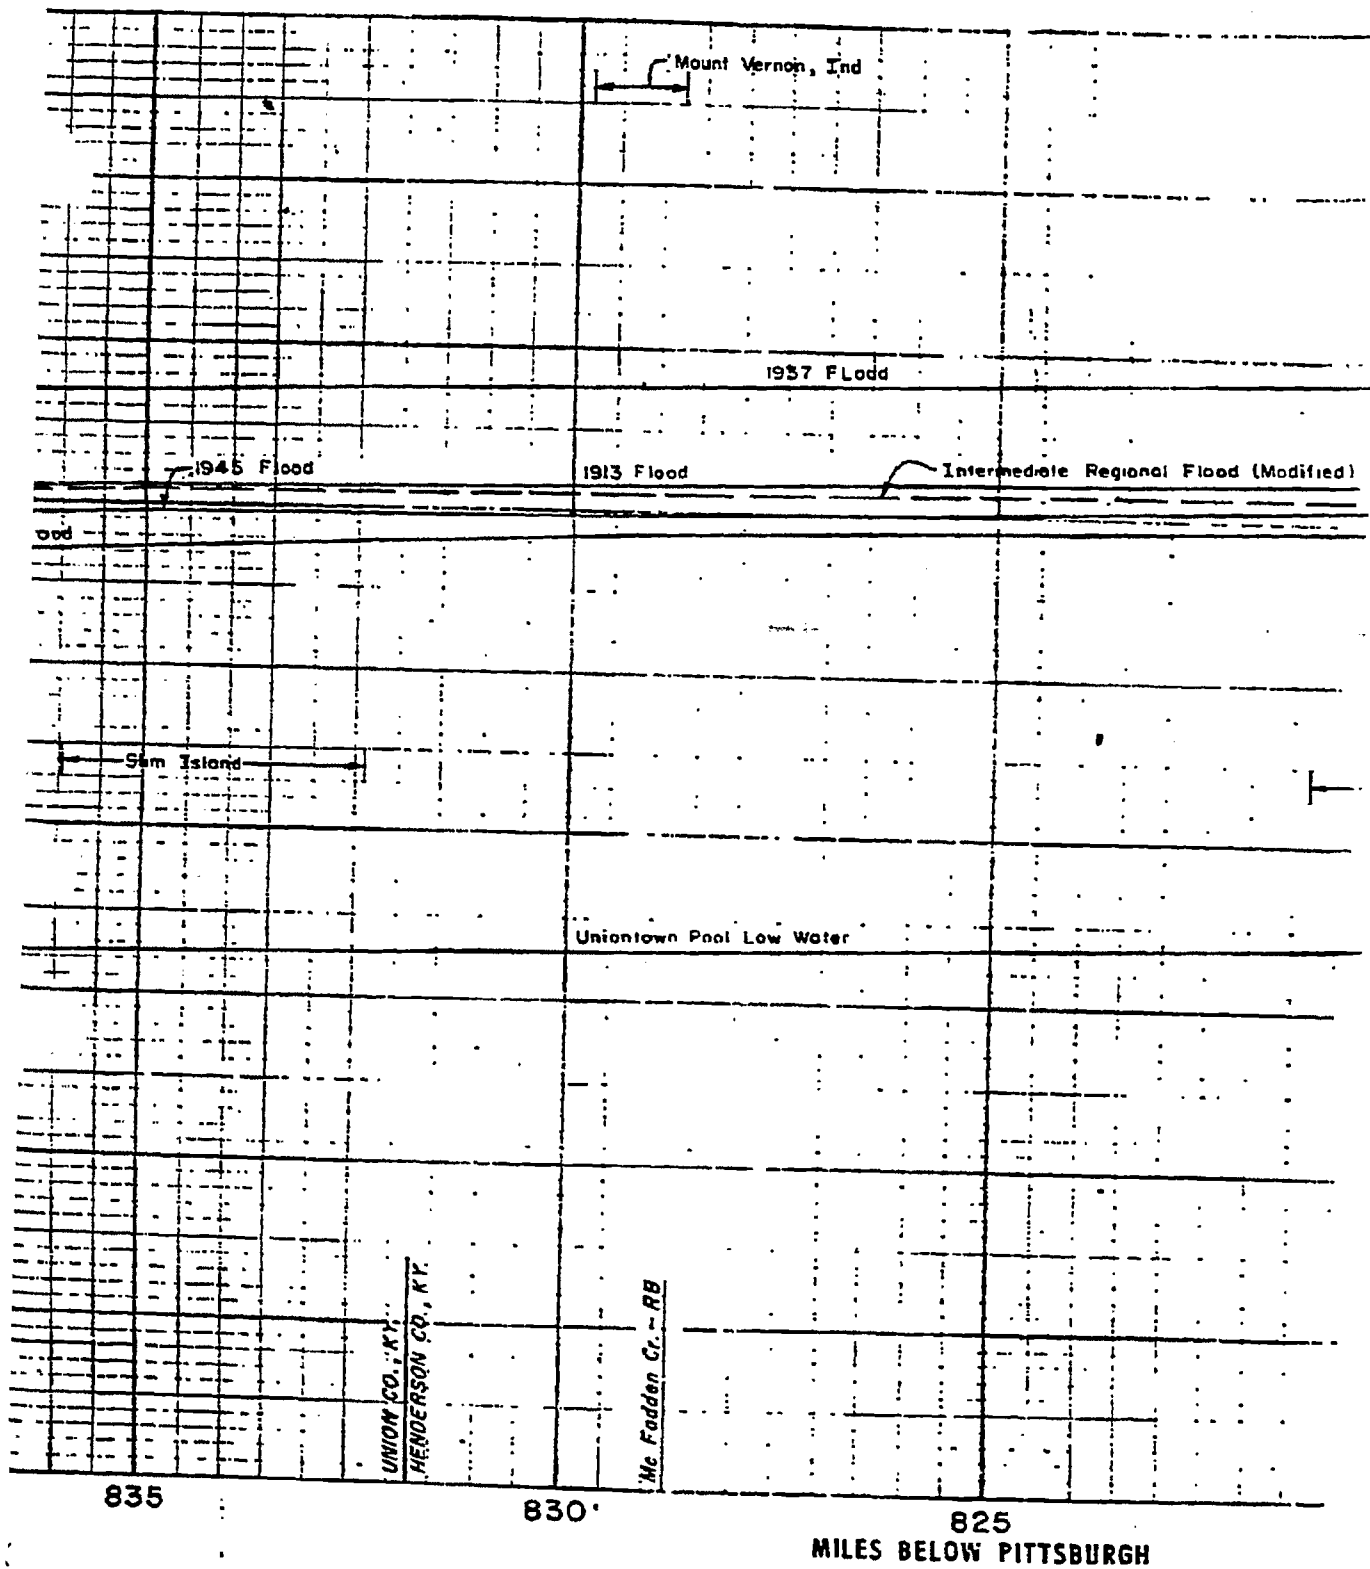 Mount Vernon, Ind
1937 FLood
1945 Flood
1913 Flood
Intermediate Regional Flood (Modified)
ood
Slim Island
Uniontown Pool Low Water
UNION CO., KY.
HENDERSON CO., KY.
Mc Fadden Cr. - RB
835
830
825
MILES BELOW PITTSBURGH